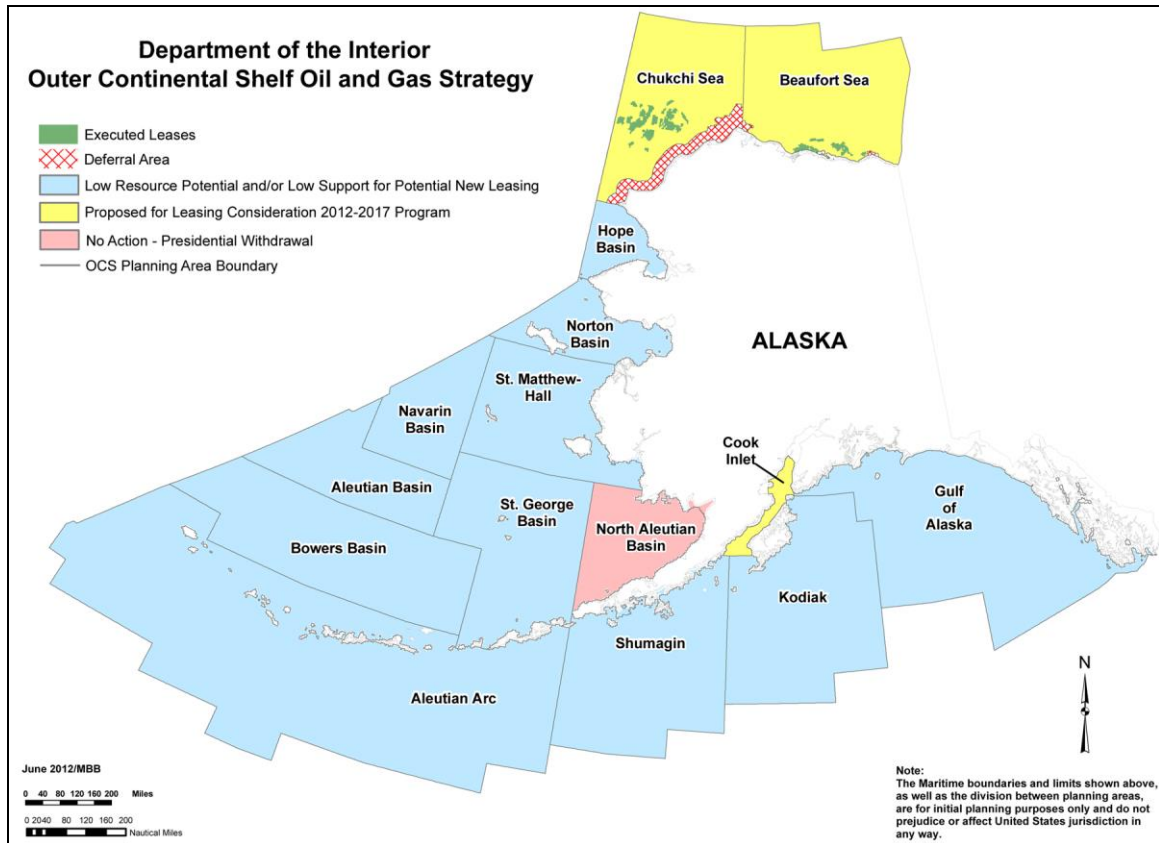 Department of the Interior
Outer Continental Shelf Oil and Gas Strategy
Executed Leases
Deferral Area
Low Resource Potential and/or Low Support for Potential New Leasing
Proposed for Leasing Consideration 2012-2017 Program
No Action - Presidential Withdrawal
OCS Planning Area Boundary
Chukchi Sea
Beaufort Sea
Hope
Basin
Norton
Basin
ALASKA
St. Matthew-
Hall
Navarin
Basin
Cook
Inlet
Aleutian Basin
St. George
Basin
North Aleutian
Basin
Gulf
of
Alaska
Bowers Basin
Kodiak
Shumagin
Aleutian Arc
N
June 2012/MBB
0 40 80 120 160 200 Miles
0 20 40 80 120 160 200
Nautical Miles
Note:
The Maritime boundaries and limits shown above,
as well as the division between planning areas,
are for initial planning purposes only and do not
prejudice or affect United States jurisdiction in
any way.